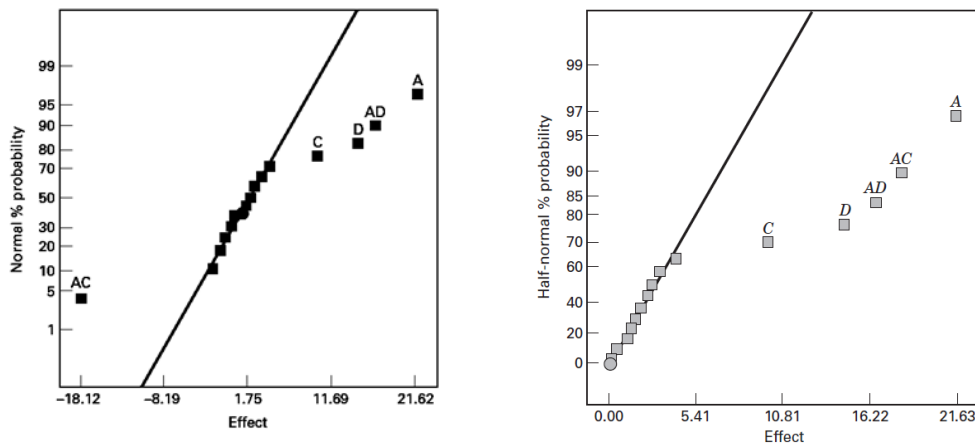 Normal % probability
99
95
90
80
70
50
30
20
10
5
1
A
AD
D
C
AC
−18.12 −8.19 1.75 11.69 21.62
Effect
Half-normal % probability
99
97
95
90
85
80
70
60
40
20
0
A
AC
AD
D
C
0.00 5.41 10.81 16.22 21.63
Effect